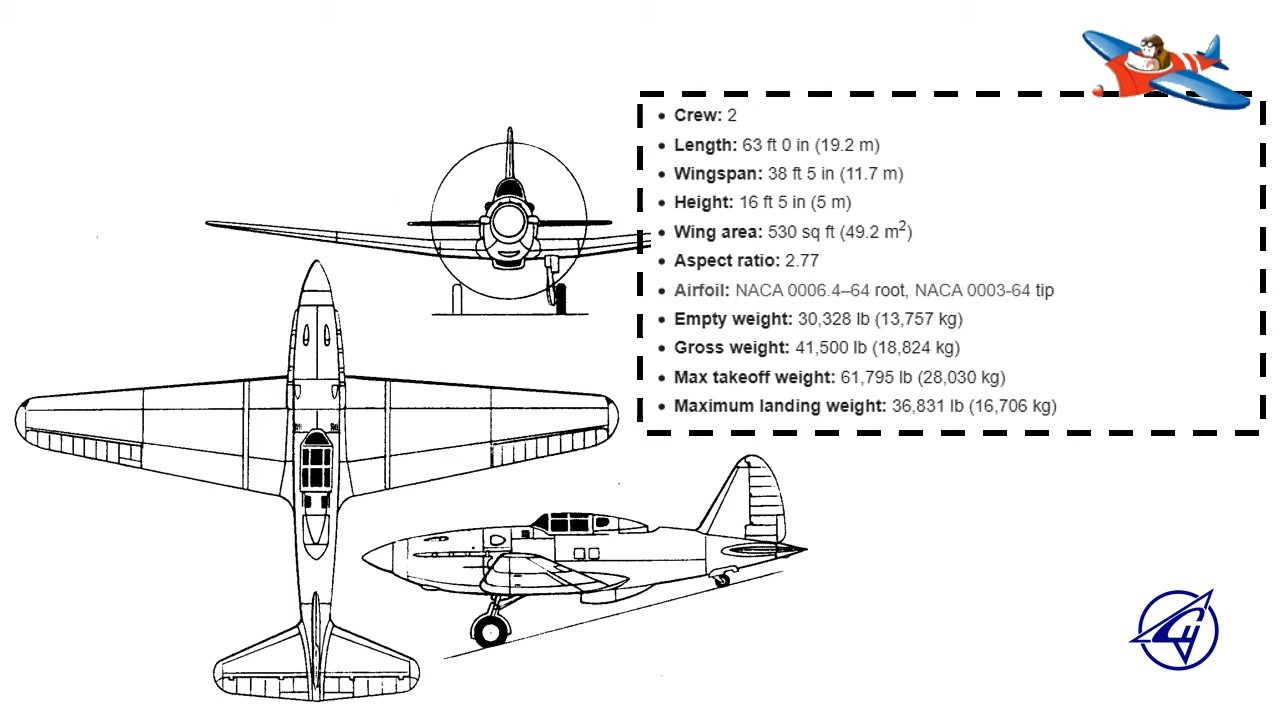 Crew: 2
Length: 63 ft 0 in (19.2 m)
Wingspan: 38 ft 5 in (11.7 m)
Height: 16 ft 5 in (5 m)
Wing area: 530 sq ft (49.2 m²)
Aspect ratio: 2.77
Airfoil: NACA 0006.4–64 root, NACA 0003-64 tip
Empty weight: 30,328 lb (13,757 kg)
Gross weight: 41,500 lb (18,824 kg)
Max takeoff weight: 61,795 lb (28,030 kg)
Maximum landing weight: 36,831 lb (16,706 kg)